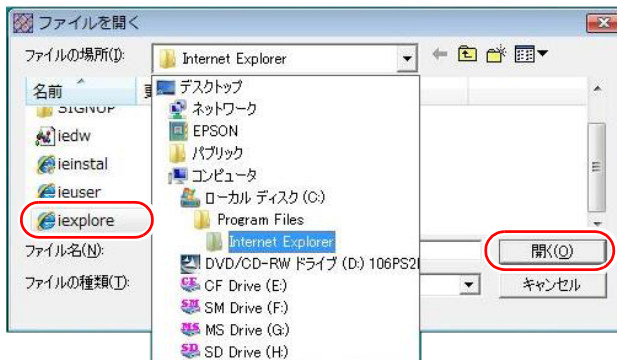 ファイルを開く
ファイルの場所(I):
Internet Explorer
名前
デスクトップ
ネットワーク
SIGNUP
iedw
EPSON
パブリック
ieinstal
コンピュータ
ieuser
ローカル ディスク (C:)
iexplore
Program Files
Internet Explorer
ファイル名(N):
開く(O)
DVD/CD-RW ドライブ (D:) 106PS2
ファイルの種類(T):
CF Drive (E:)
キャンセル
SM Drive (F:)
MS Drive (G:)
SD Drive (H:)